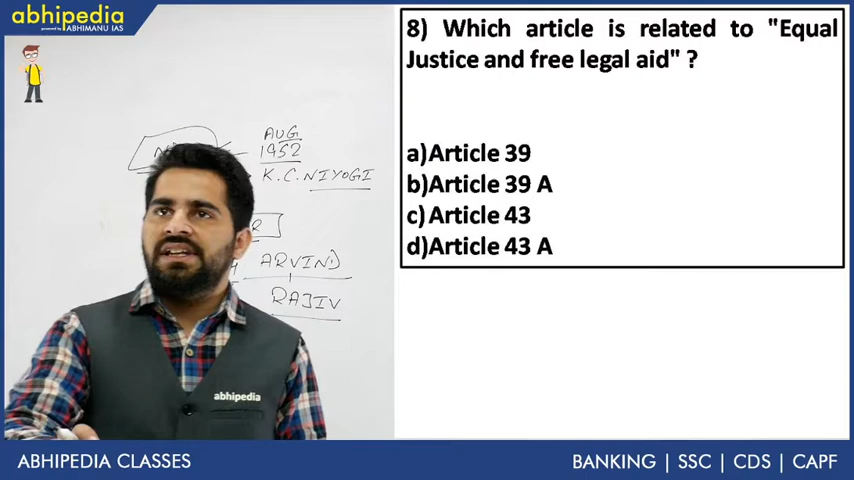 abhipedia
powered by ABHIMANU IAS
8) Which article is related to "Equal
Justice and free legal aid" ?
a)Article 39
b)Article 39 A
c) Article 43
d)Article 43 A
AUG
1952
K.C. NIYOGI
R
ARVIND
RAJIV
abhipedia
ABHIPEDIA CLASSES
BANKING | SSC | CDS | CAPF